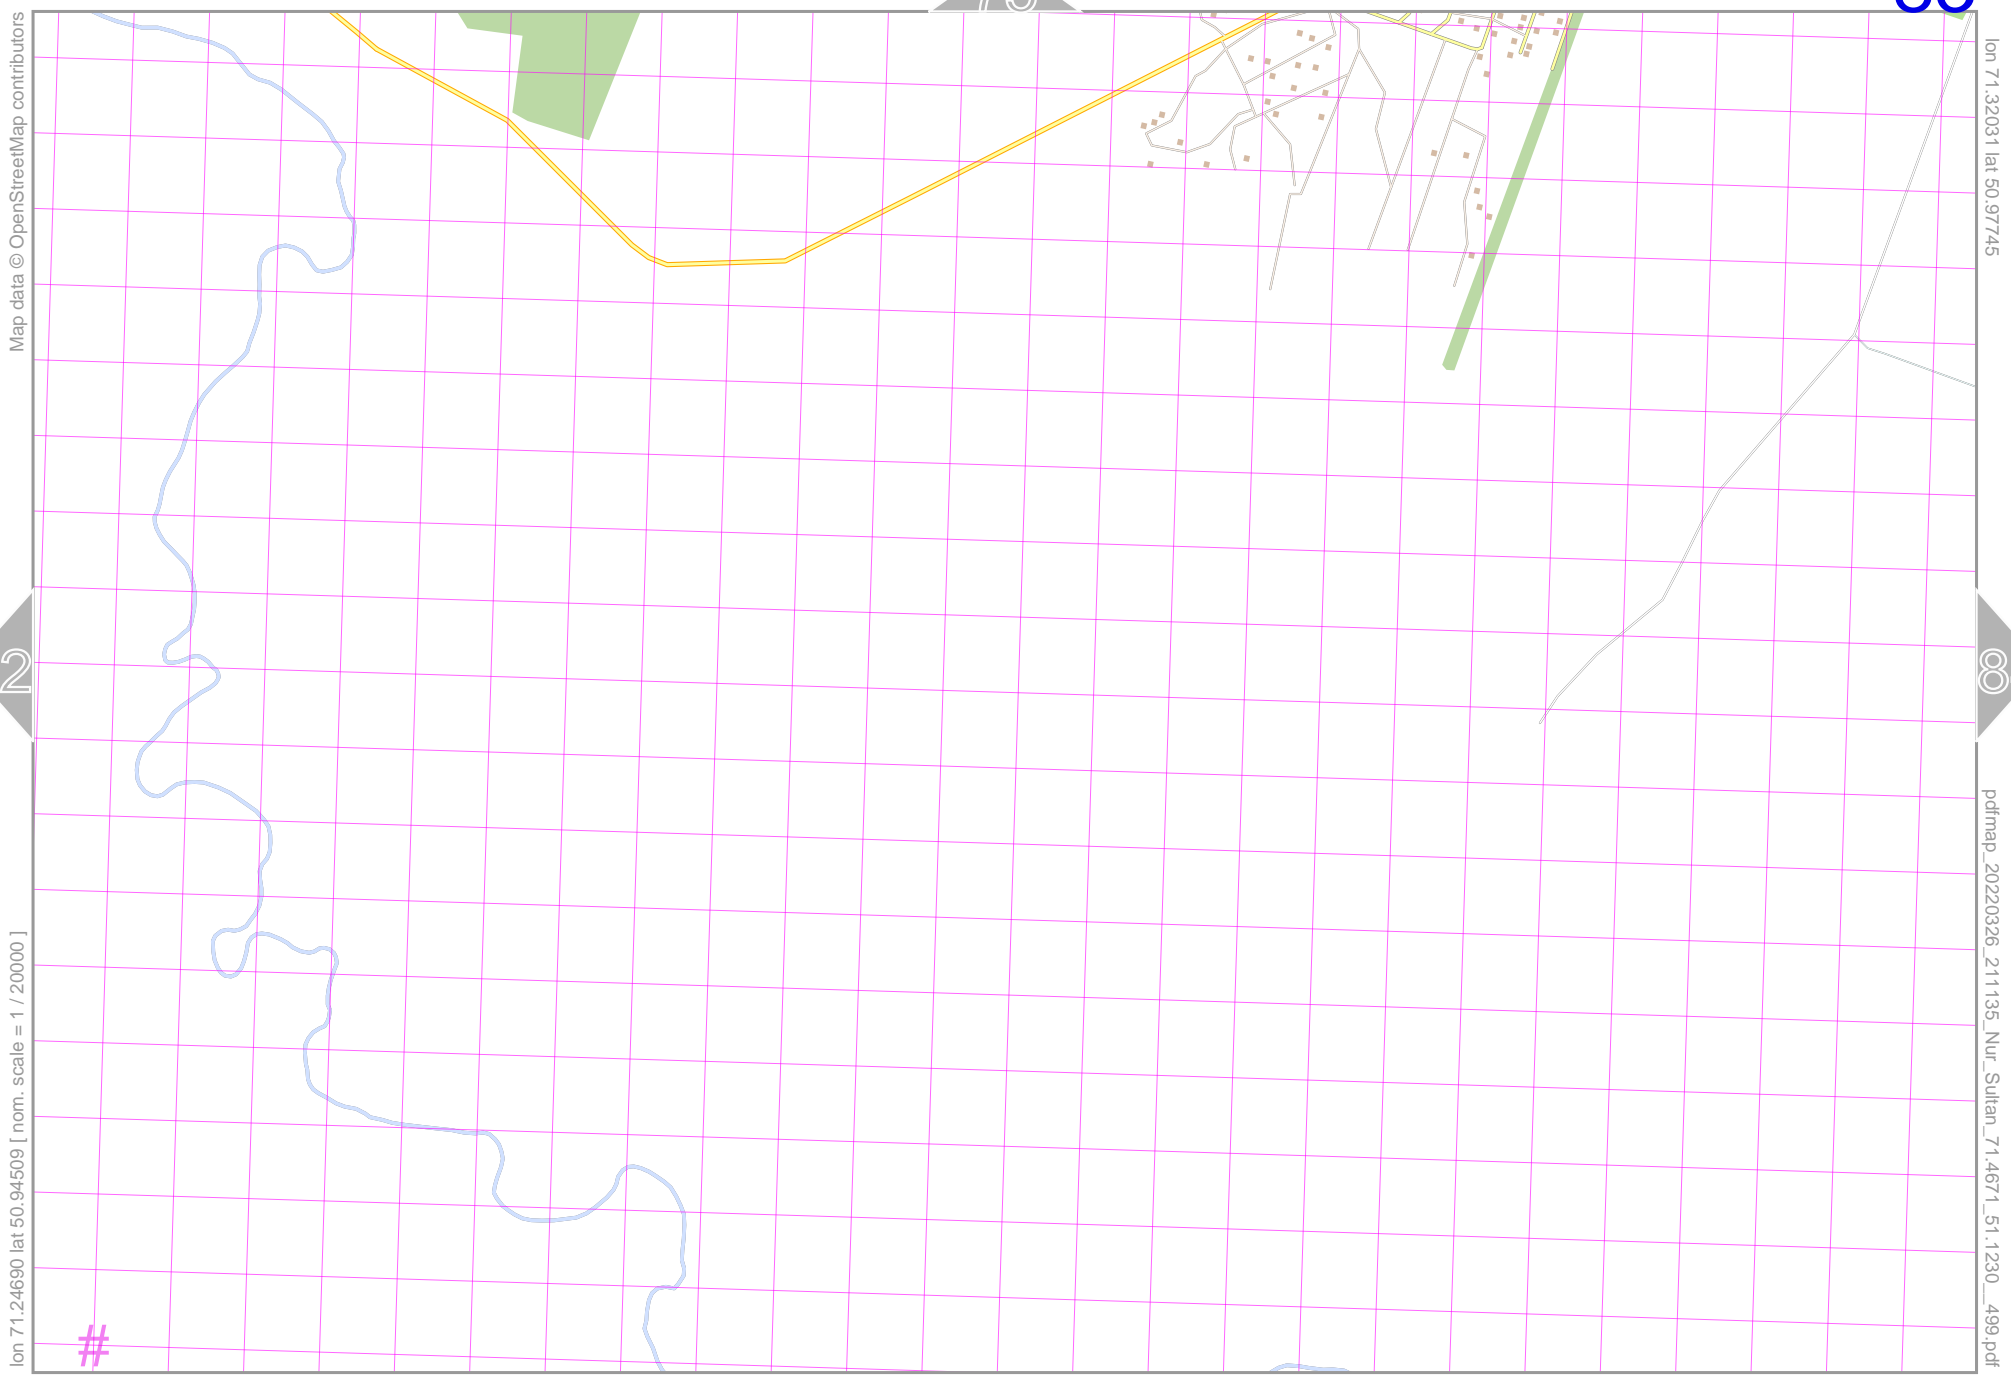 Map data © OpenStreetMap contributors
lon 71.32031 lat 50.97745
2
8
lon 71.24690 lat 50.94509 [ nom. scale = 1 / 20000 ]
pdfmap_20220326_211135_Nur_Sultan_71.4671_51.1230__499.pdf
#